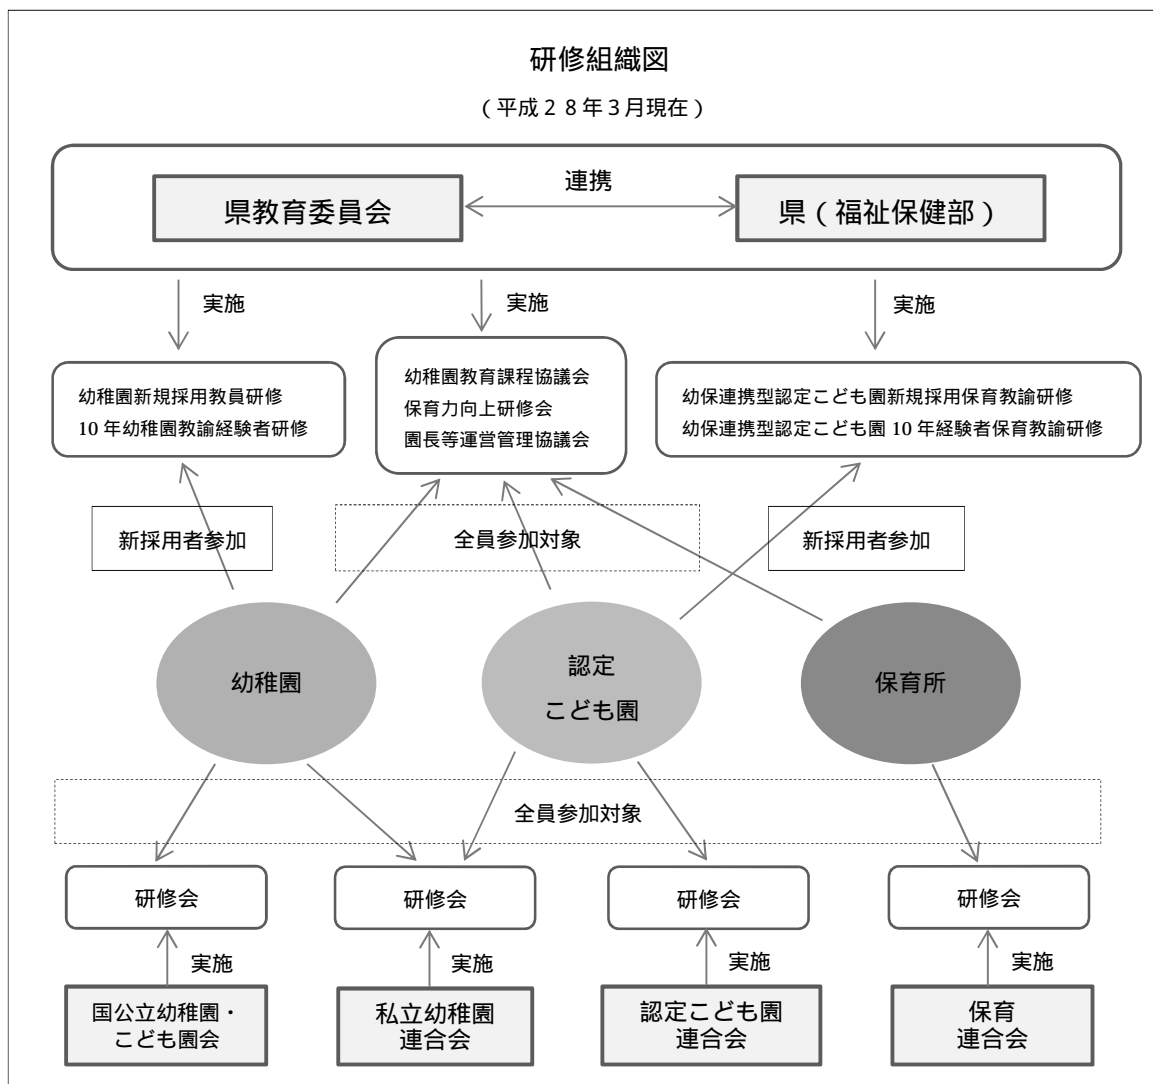 研修組織図
(平成28年3月現在)
県教育委員会
連携
県(福祉保健部)
実施
実施
実施
幼稚園新規採用教員研修
10年幼稚園教諭経験者研修
幼稚園教育課程協議会
保育力向上研修会
園長等運営管理協議会
幼保連携型認定こども園新規採用保育教諭研修
幼保連携型認定こども園10年経験者保育教諭研修
新採用者参加
全員参加対象
新採用者参加
幼稚園
認定
こども園
保育所
全員参加対象
研修会
研修会
研修会
研修会
実施
実施
実施
実施
国公立幼稚園・
こども園会
私立幼稚園
連合会
認定こども園
連合会
保育
連合会